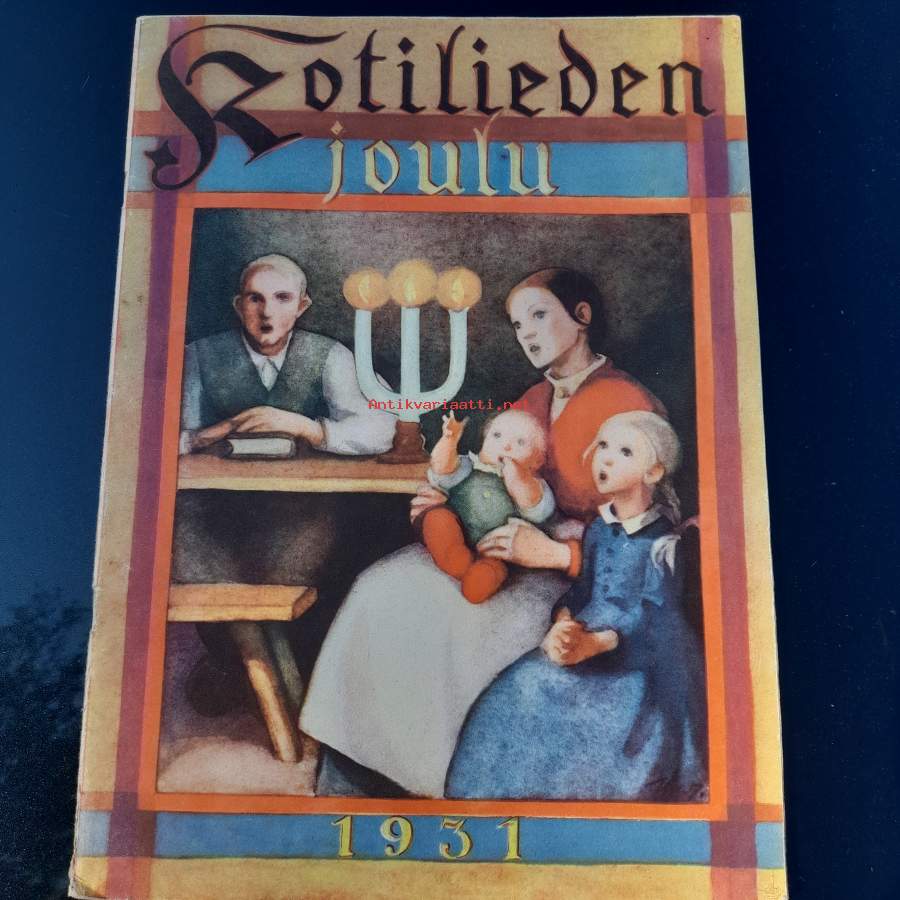 Kotilieden
joulu
Antikvariaatti.net
1931